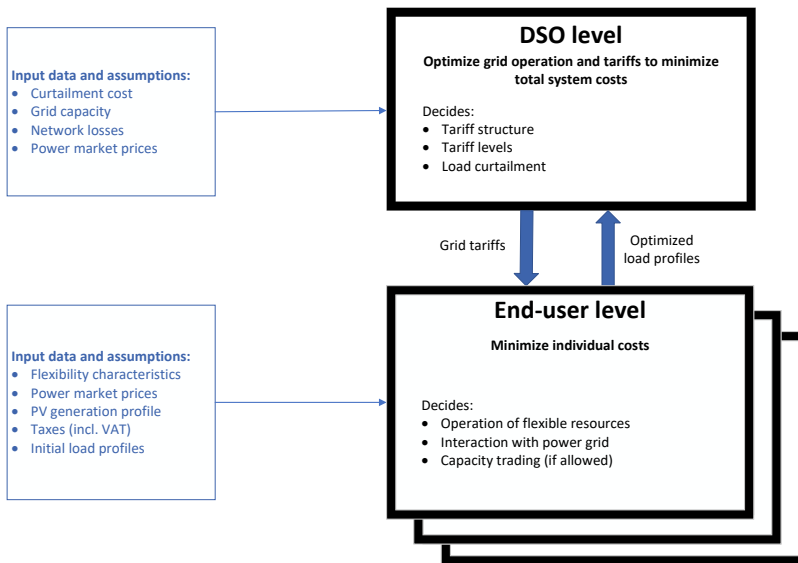 Input data and assumptions:
• Curtailment cost
• Grid capacity
• Network losses
• Power market prices
DSO level
Optimize grid operation and tariffs to minimize
total system costs
Decides:
• Tariff structure
• Tariff levels
• Load curtailment
Grid tariffs
Optimized
load profiles
Input data and assumptions:
• Flexibility characteristics
• Power market prices
• PV generation profile
• Taxes (incl. VAT)
• Initial load profiles
End-user level
Minimize individual costs
Decides:
• Operation of flexible resources
• Interaction with power grid
• Capacity trading (if allowed)